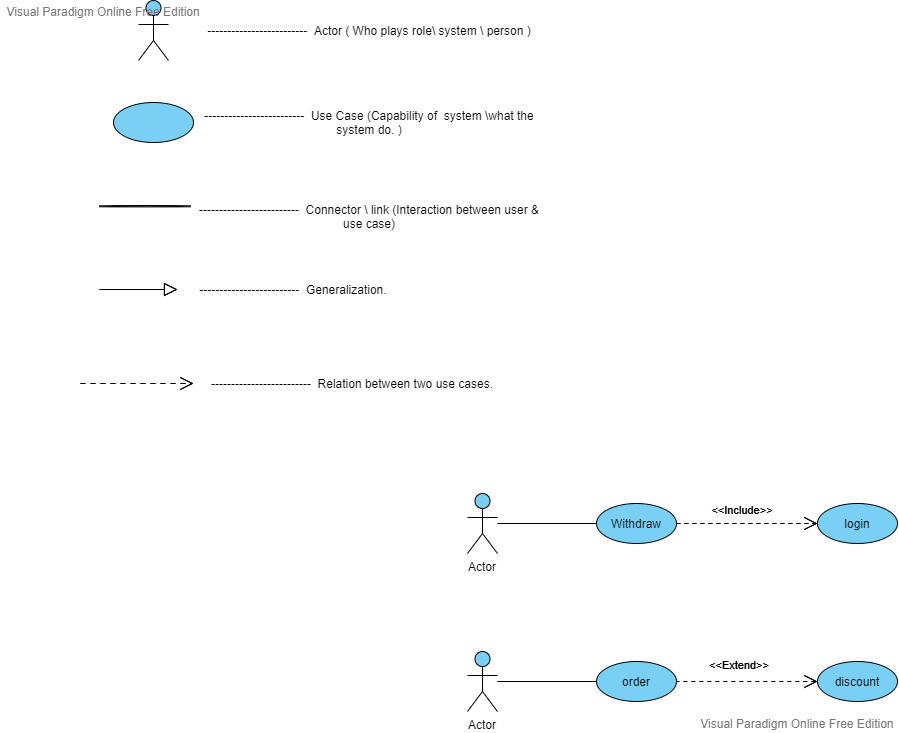 Visual Paradigm Online Free Edition
------------------------- Actor ( Who plays role\ system \ person )
------------------------- Use Case (Capability of  system \what the
system do. )
------------------------- Connector \ link (Interaction between user &
use case)
------------------------- Generalization.
------------------------- Relation between two use cases.
Withdraw
<<Include>>
login
Actor
order
<<Extend>>
discount
Actor
Visual Paradigm Online Free Edition